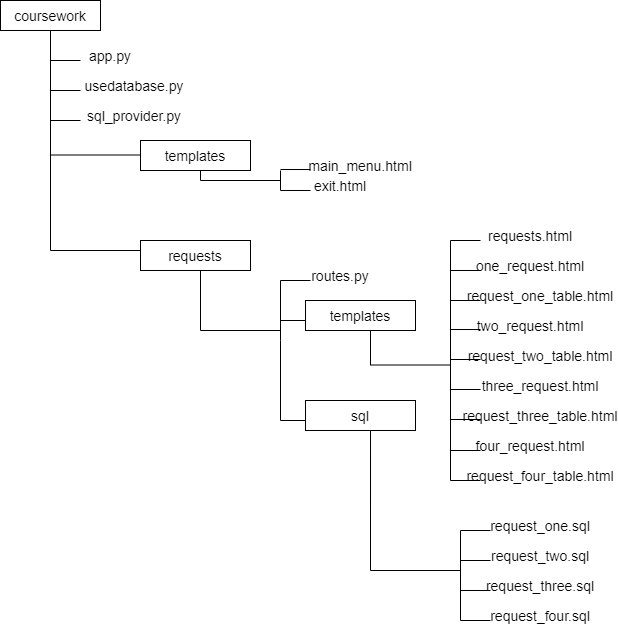 coursework
app.py
usedatabase.py
sql_provider.py
templates
main_menu.html
exit.html
requests
routes.py
templates
requests.html
one_request.html
request_one_table.html
two_request.html
request_two_table.html
three_request.html
request_three_table.html
four_request.html
request_four_table.html
sql
request_one.sql
request_two.sql
request_three.sql
request_four.sql